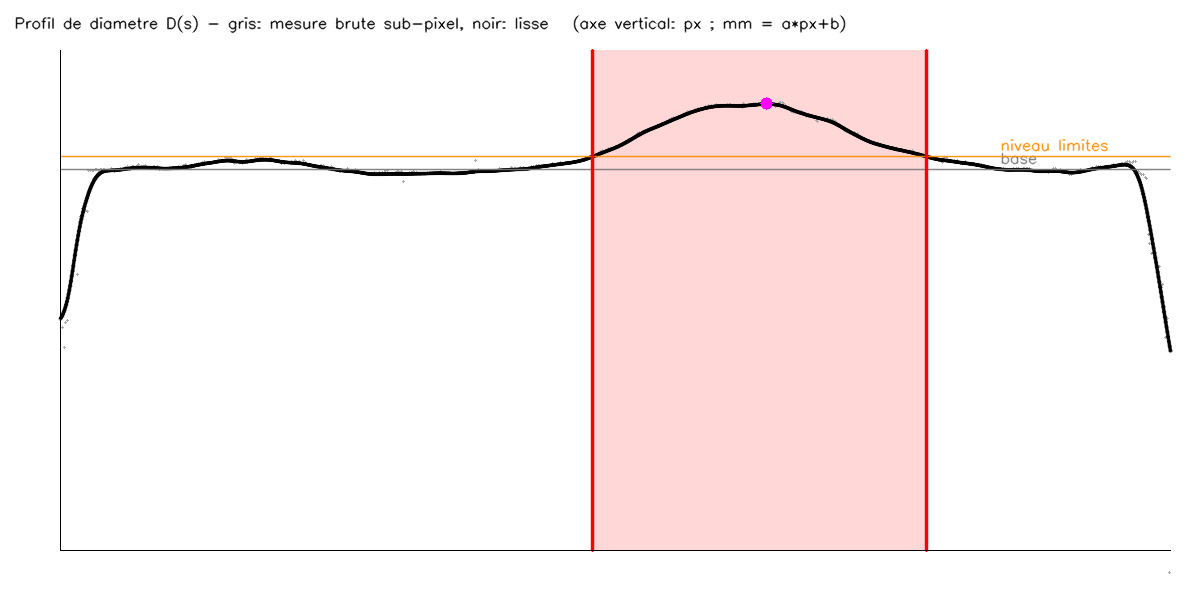 Profil de diametre D(s) - gris: mesure brute sub-pixel, noir: lisse (axe vertical: px ; mm = a*px+b)
niveau limites
base